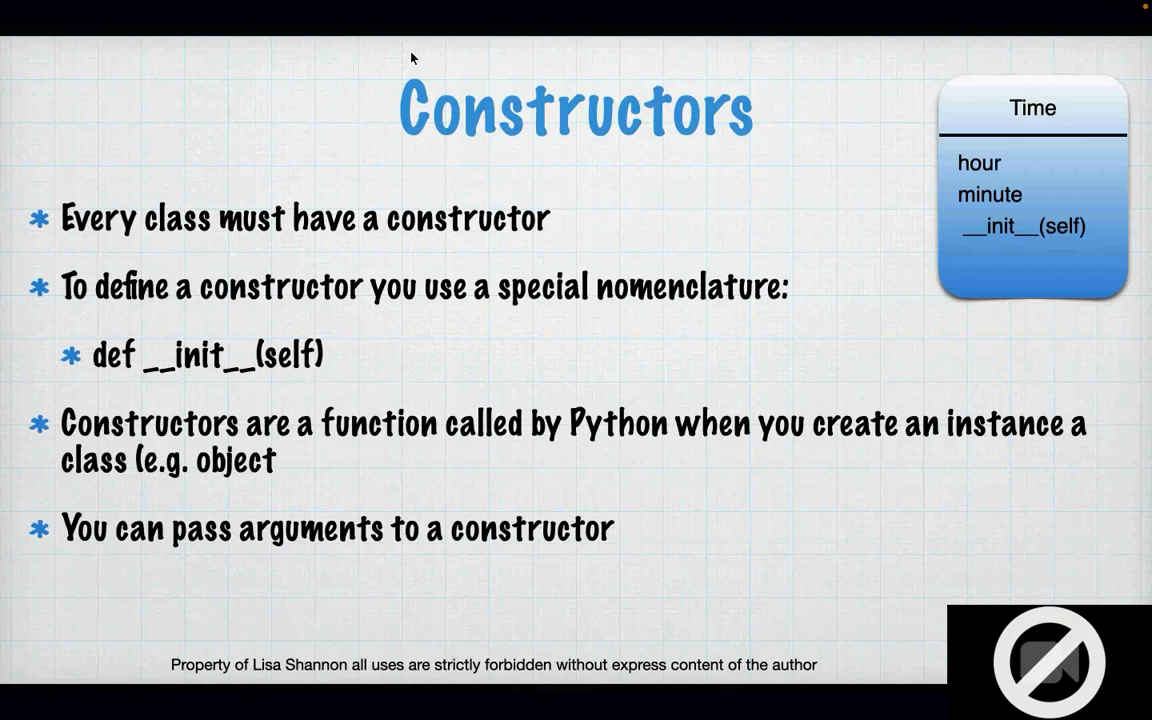 Constructors
Time
hour
minute
__init__(self)
Every class must have a constructor
To define a constructor you use a special nomenclature:
def __init__(self)
Constructors are a function called by Python when you create an instance a
class (e.g. object
You can pass arguments to a constructor
Property of Lisa Shannon all uses are strictly forbidden without express content of the author